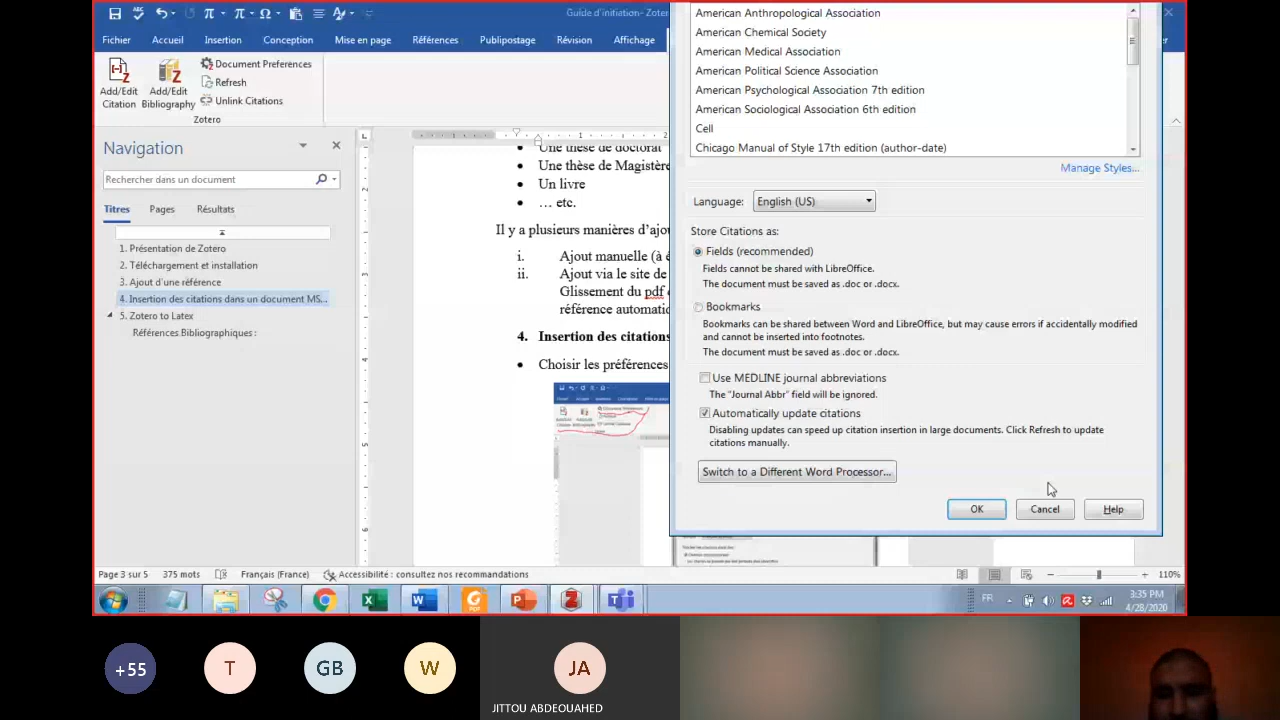 Guide d'initiation- Zotero
Fichier
Accueil
Insertion
Conception
Mise en page
Références
Publipostage
Révision
Affichage
Add/Edit Citation
Add/Edit Bibliography
Document Preferences
Refresh
Unlink Citations
Zotero
Navigation
Rechercher dans un document
Titres
Pages
Résultats
1. Présentation de Zotero
2. Téléchargement et installation
3. Ajout d'une référence
4. Insertion des citations dans un document MS...
5. Zotero to Latex
Références Bibliographiques :
Une thèse de doctorat
Une thèse de Magistère
Un livre
… etc.
Il y a plusieurs manières d'ajou
i. Ajout manuelle (à é
ii. Ajout via le site de
Glissement du pdf
référence automatic
4. Insertion des citations
Choisir les préférences
American Anthropological Association
American Chemical Society
American Medical Association
American Political Science Association
American Psychological Association 7th edition
American Sociological Association 6th edition
Cell
Chicago Manual of Style 17th edition (author-date)
Manage Styles...
Language:
English (US)
Store Citations as:
Fields (recommended)
Fields cannot be shared with LibreOffice.
The document must be saved as .doc or .docx.
Bookmarks
Bookmarks can be shared between Word and LibreOffice, but may cause errors if accidentally modified
and cannot be inserted into footnotes.
The document must be saved as .doc or .docx.
Use MEDLINE journal abbreviations
The "Journal Abbr" field will be ignored.
Automatically update citations
Disabling updates can speed up citation insertion in large documents. Click Refresh to update
citations manually.
Switch to a Different Word Processor...
OK
Cancel
Help
Page 3 sur 5
375 mots
Français (France)
Accessibilité : consultez nos recommandations
110%
FR
3:35 PM
4/28/2020
+55
T
GB
W
JA
JITTOU ABDEOUAHED